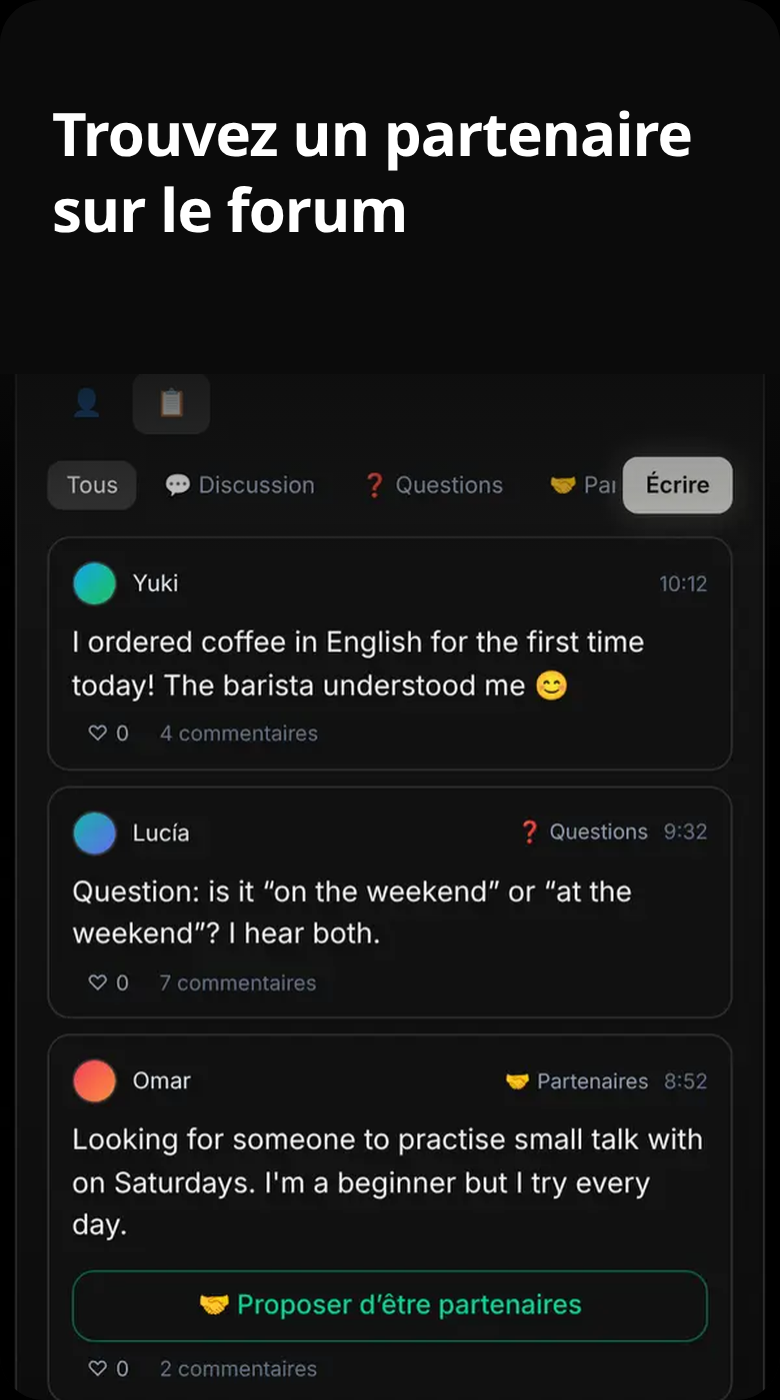 Trouvez un partenaire
sur le forum
Tous 💬 Discussion ❓ Questions 🤝 Par Écrire
Yuki 10:12
I ordered coffee in English for the first time
today! The barista understood me 😊
♡ 0 4 commentaires
Lucía ❓ Questions 9:32
Question: is it “on the weekend” or “at the
weekend”? I hear both.
♡ 0 7 commentaires
Omar 🤝 Partenaires 8:52
Looking for someone to practise small talk with
on Saturdays. I'm a beginner but I try every
day.
🤝 Proposer d’être partenaires
♡ 0 2 commentaires